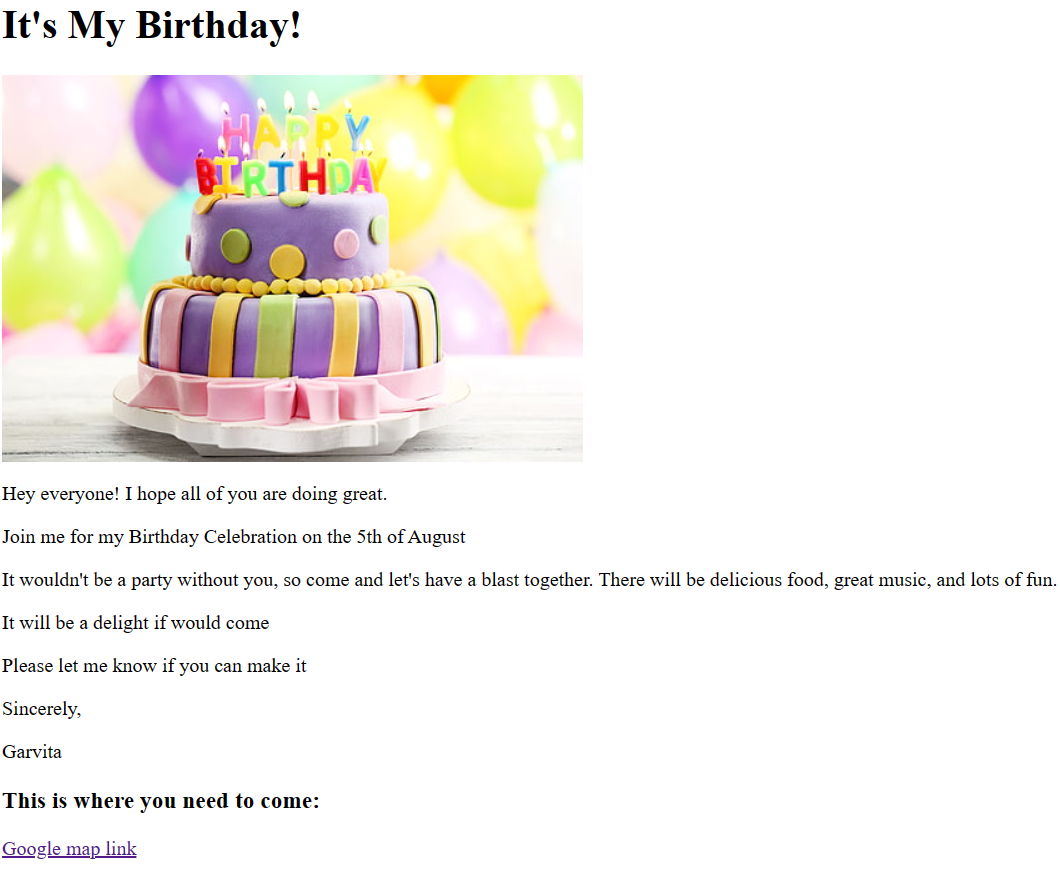 It's My Birthday!
HAPPY
BIRTHDAY
Hey everyone! I hope all of you are doing great.
Join me for my Birthday Celebration on the 5th of August
It wouldn't be a party without you, so come and let's have a blast together. There will be delicious food, great music, and lots of fun.
It will be a delight if would come
Please let me know if you can make it
Sincerely,
Garvita
This is where you need to come:
Google map link